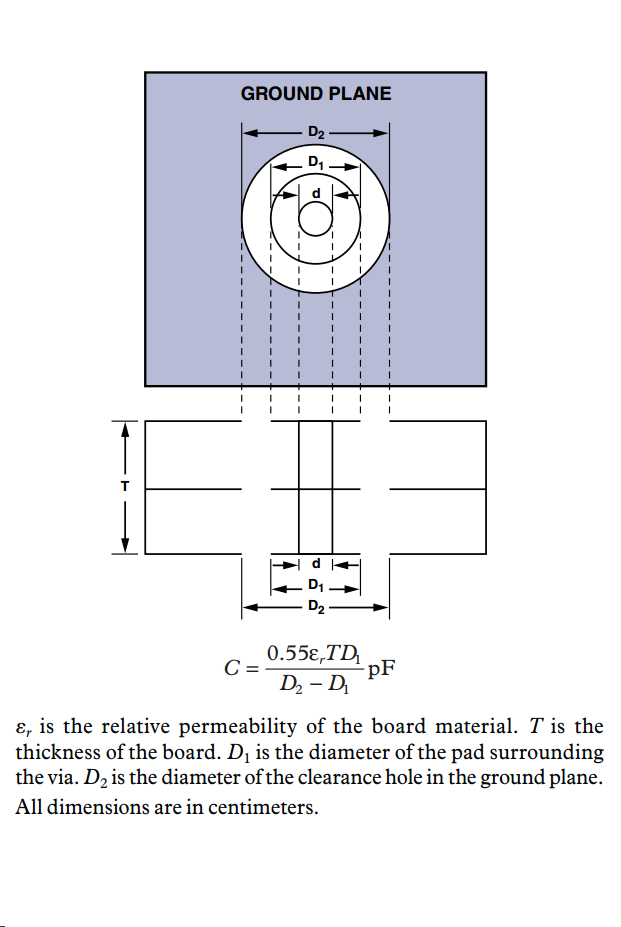 GROUND PLANE
D₂
D₁
d
T
d
D₁
D₂
C = 0.55εᵣTD₁ / D₂ – D₁ pF
εᵣ is the relative permeability of the board material. T is the
thickness of the board. D₁ is the diameter of the pad surrounding
the via. D₂ is the diameter of the clearance hole in the ground plane.
All dimensions are in centimeters.